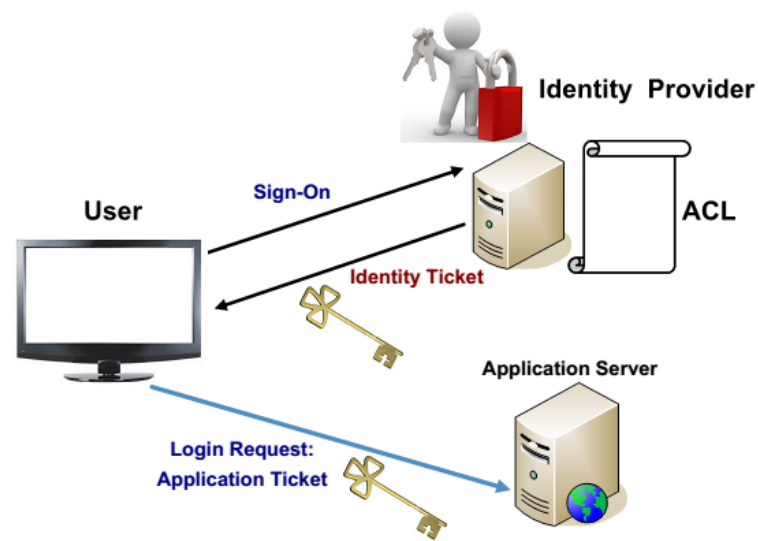 Identity Provider
Sign-On
User
ACL
Identity Ticket
Application Server
Login Request:
Application Ticket